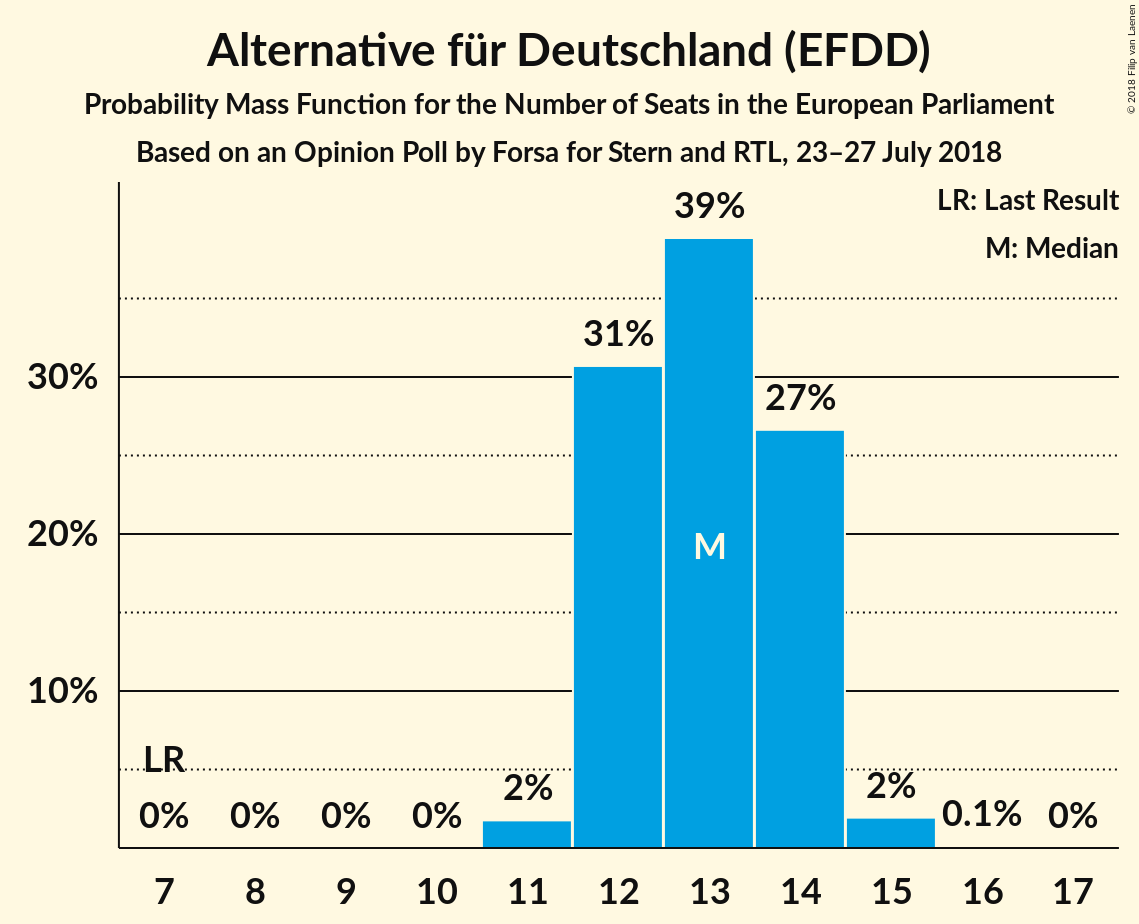 Alternative für Deutschland (EFDD)
Probability Mass Function for the Number of Seats in the European Parliament
Based on an Opinion Poll by Forsa for Stern and RTL, 23–27 July 2018
© 2018 Filip van Laenen
LR: Last Result
M: Median
39%
31%
30%
27%
20%
M
10%
LR
0%
0%
0%
0%
2%
2%
0.1%
0%
7 8 9 10 11 12 13 14 15 16 17